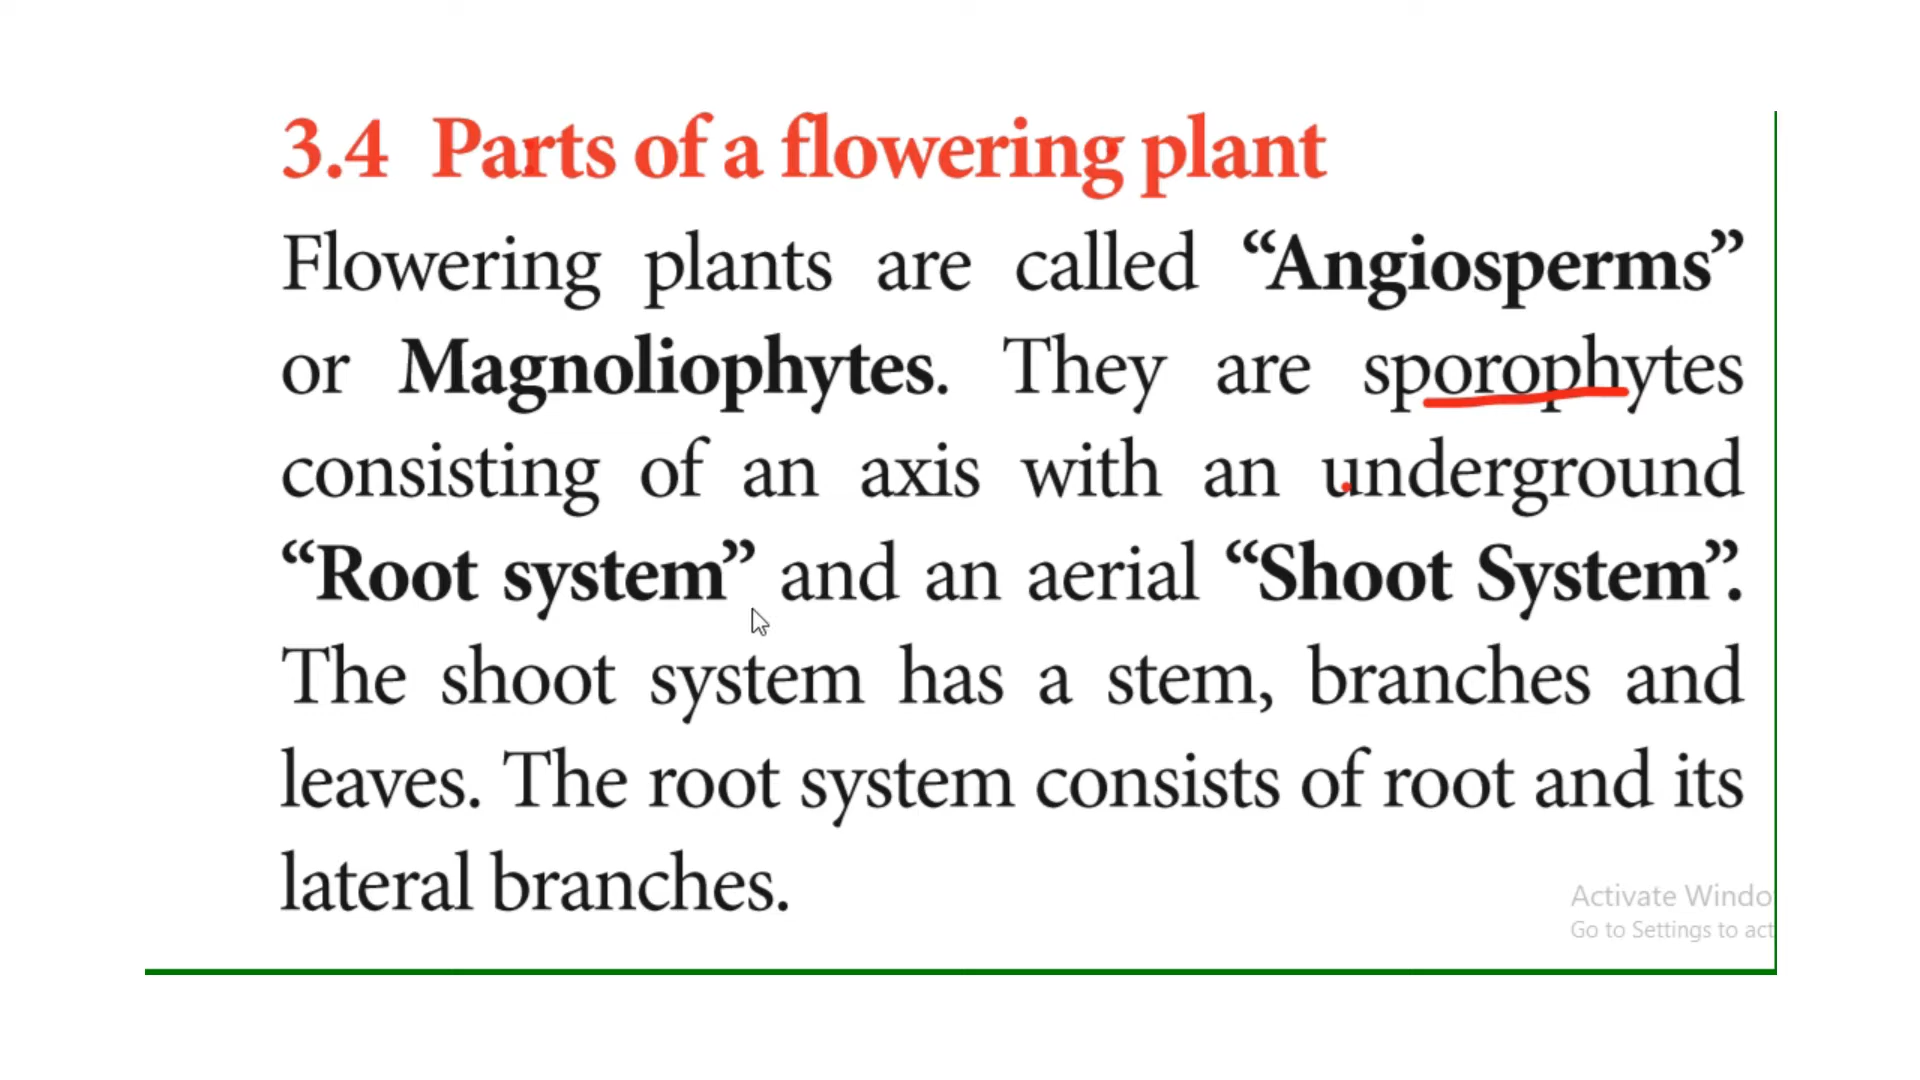 3.4 Parts of a flowering plant
Flowering plants are called “Angiosperms”
or Magnoliophytes. They are sporophytes
consisting of an axis with an underground
“Root system” and an aerial “Shoot System”.
The shoot system has a stem, branches and
leaves. The root system consists of root and its
lateral branches.
Activate Windo
Go to Settings to act